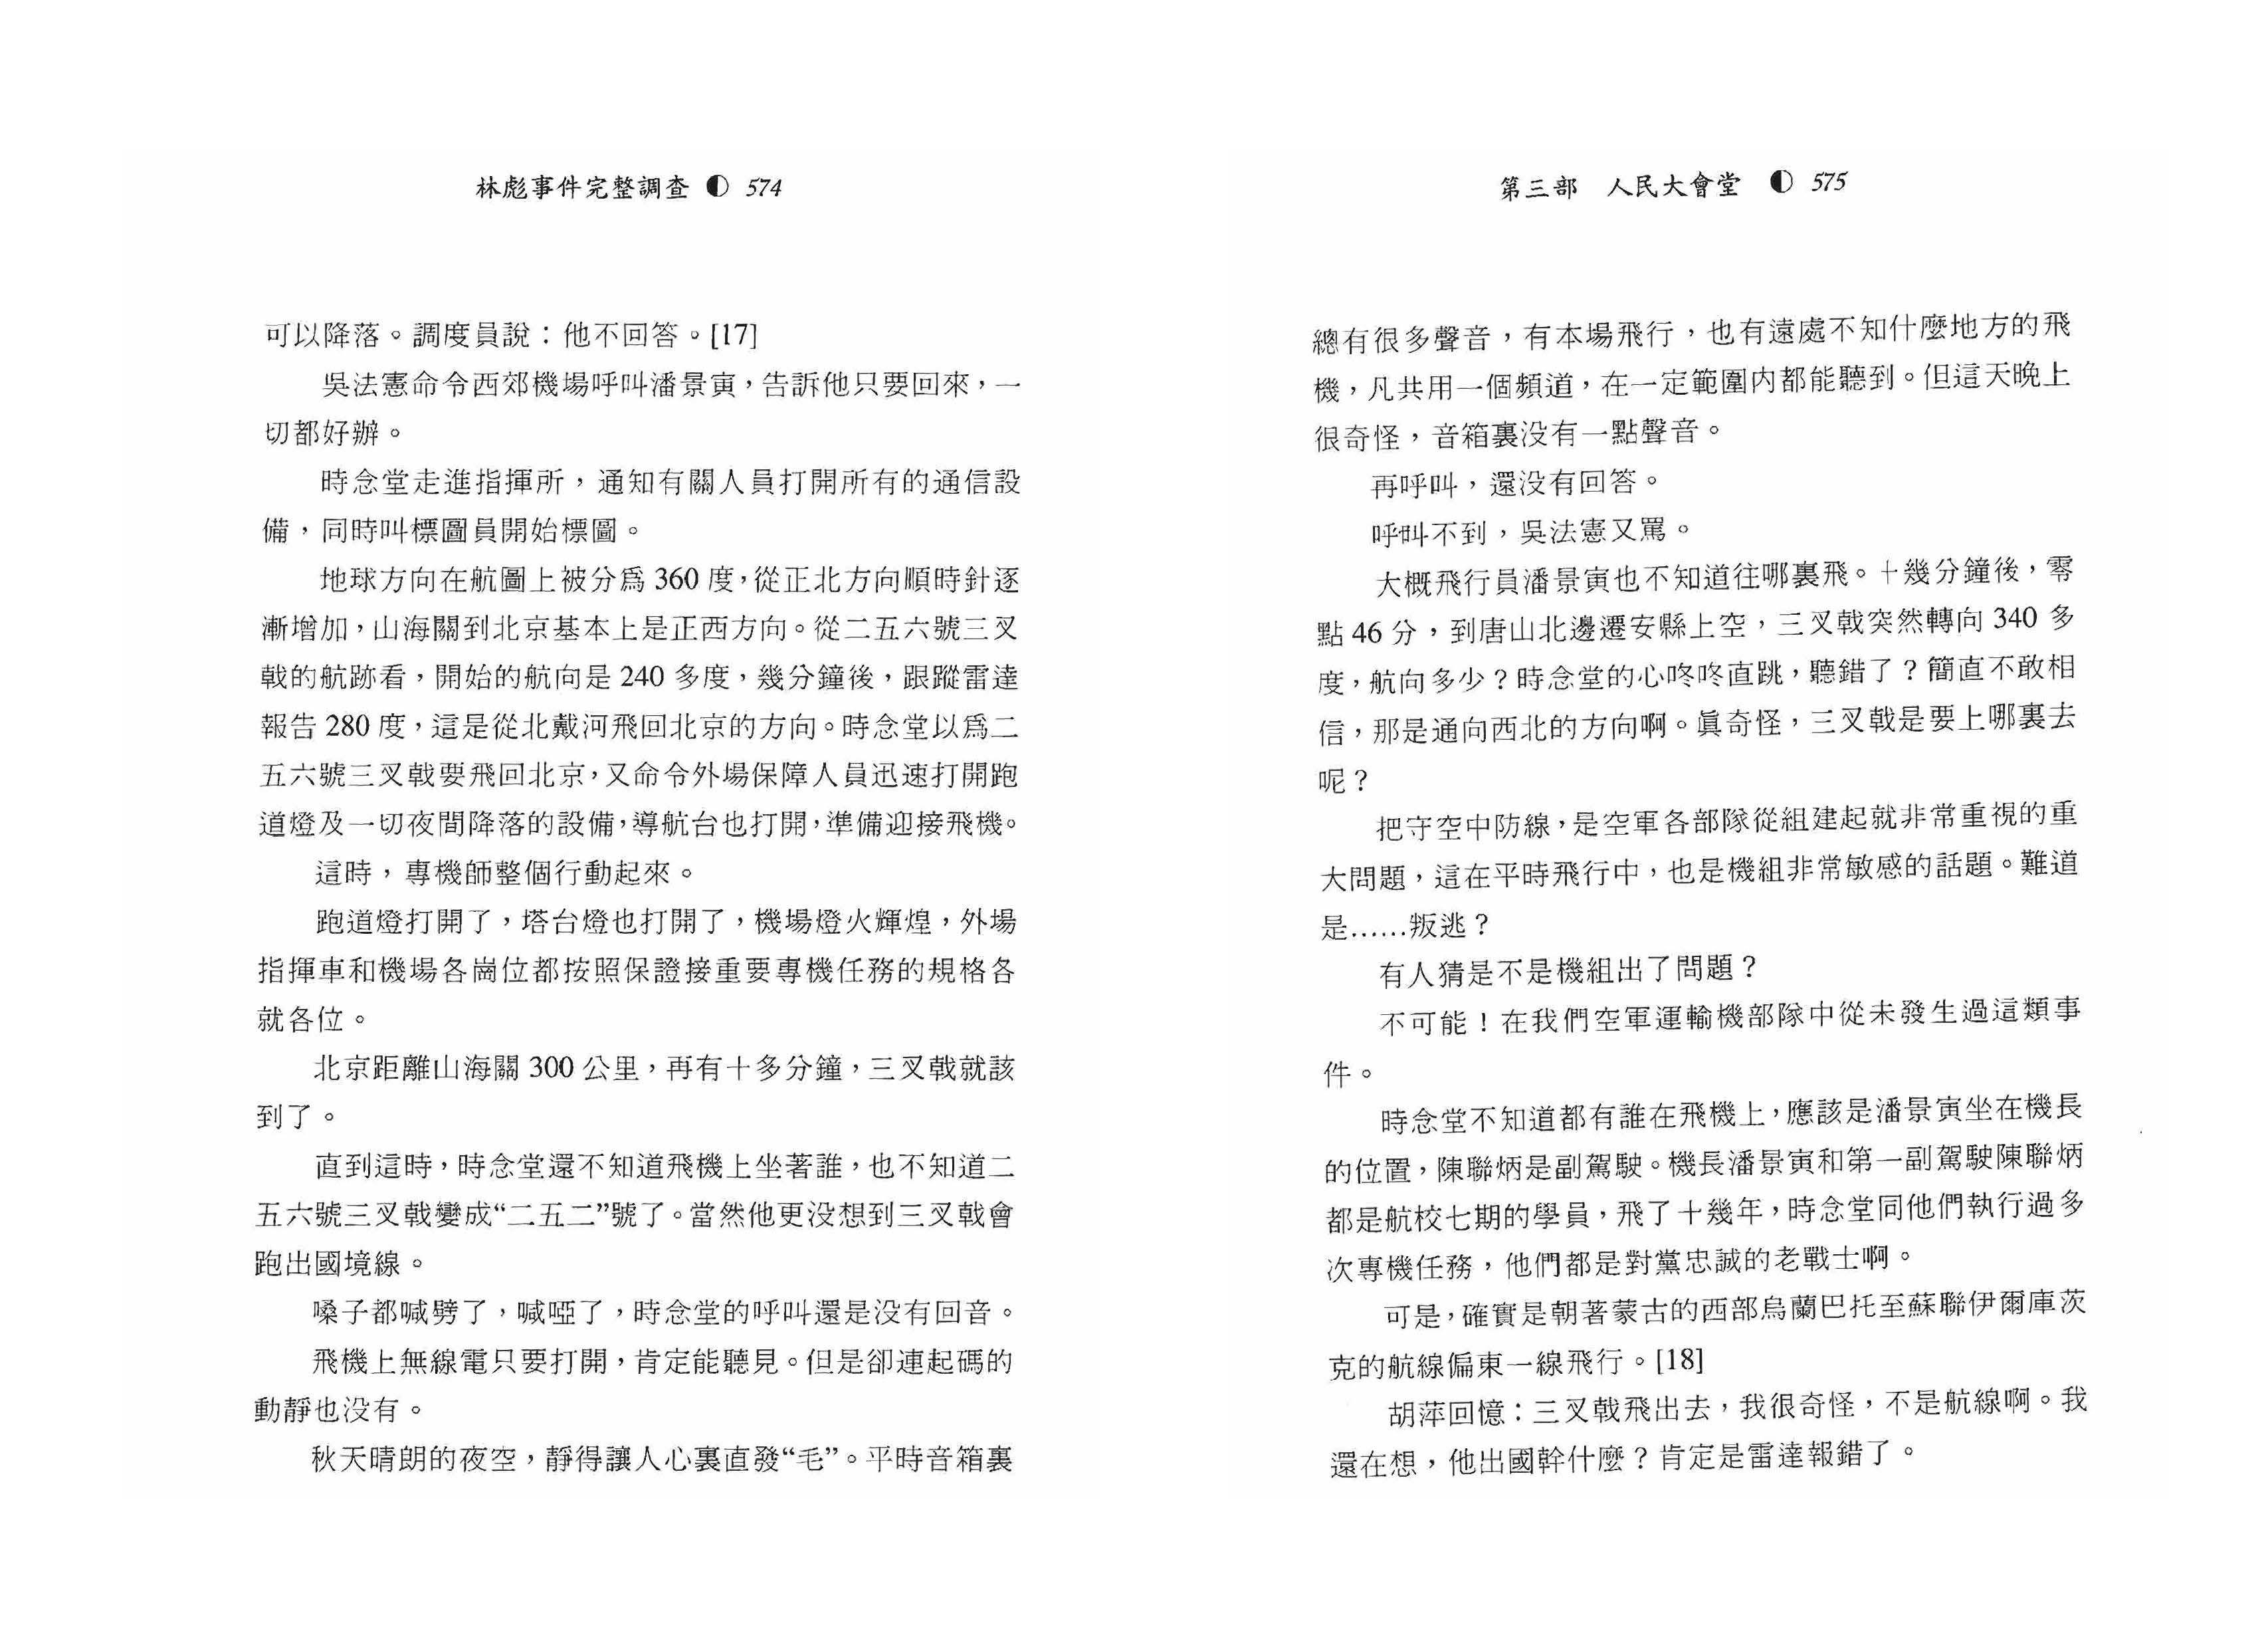 林彪事件完整調查 ◐ 574
可以降落。調度員說：他不回答。[17]
吳法憲命令西郊機場呼叫潘景寅，告訴他只要回來，一
切都好辦。
時念堂走進指揮所，通知有關人員打開所有的通信設
備，同時叫標圖員開始標圖。
地球方向在航圖上被分爲 360 度，從正北方向順時針逐
漸增加，山海關到北京基本上是正西方向。從二五六號三叉
戟的航跡看，開始的航向是 240 多度，幾分鐘後，跟蹤雷達
報告 280 度，這是從北戴河飛回北京的方向。時念堂以爲二
五六號三叉戟要飛回北京，又命令外場保障人員迅速打開跑
道燈及一切夜間降落的設備，導航台也打開，準備迎接飛機。
這時，專機師整個行動起來。
跑道燈打開了，塔台燈也打開了，機場燈火輝煌，外場
指揮車和機場各崗位都按照保證接重要專機任務的規格各
就各位。
北京距離山海關 300 公里，再有十多分鐘，三叉戟就該
到了。
直到這時，時念堂還不知道飛機上坐著誰，也不知道二
五六號三叉戟變成“二五二”號了。當然他更没想到三叉戟會
跑出國境線。
嗓子都喊劈了，喊啞了，時念堂的呼叫還是没有回音。
飛機上無線電只要打開，肯定能聽見。但是卻連起碼的
動靜也没有。
秋天晴朗的夜空，靜得讓人心裏直發“毛”。平時音箱裏
第三部 人民大會堂 ◐ 575
總有很多聲音，有本場飛行，也有遠處不知什麼地方的飛
機，凡共用一個頻道，在一定範圍内都能聽到。但這天晚上
很奇怪，音箱裏没有一點聲音。
再呼叫，還没有回答。
呼叫不到，吳法憲又罵。
大概飛行員潘景寅也不知道往哪裏飛。十幾分鐘後，零
點 46 分，到唐山北邊遷安縣上空，三叉戟突然轉向 340 多
度，航向多少？時念堂的心咚咚直跳，聽錯了？簡直不敢相
信，那是通向西北的方向啊。眞奇怪，三叉戟是要上哪裏去
呢？
把守空中防線，是空軍各部隊從組建起就非常重視的重
大問題，這在平時飛行中，也是機組非常敏感的話題。難道
是……叛逃？
有人猜是不是機組出了問題？
不可能！在我們空軍運輸機部隊中從未發生過這類事
件。
時念堂不知道都有誰在飛機上，應該是潘景寅坐在機長
的位置，陳聯炳是副駕駛。機長潘景寅和第一副駕駛陳聯炳
都是航校七期的學員，飛了十幾年，時念堂同他們執行過多
次專機任務，他們都是對黨忠誠的老戰士啊。
可是，確實是朝著蒙古的西部烏蘭巴托至蘇聯伊爾庫茨
克的航線偏東一線飛行。[18]
胡萍回憶：三叉戟飛出去，我很奇怪，不是航線啊。我
還在想，他出國幹什麼？肯定是雷達報錯了。